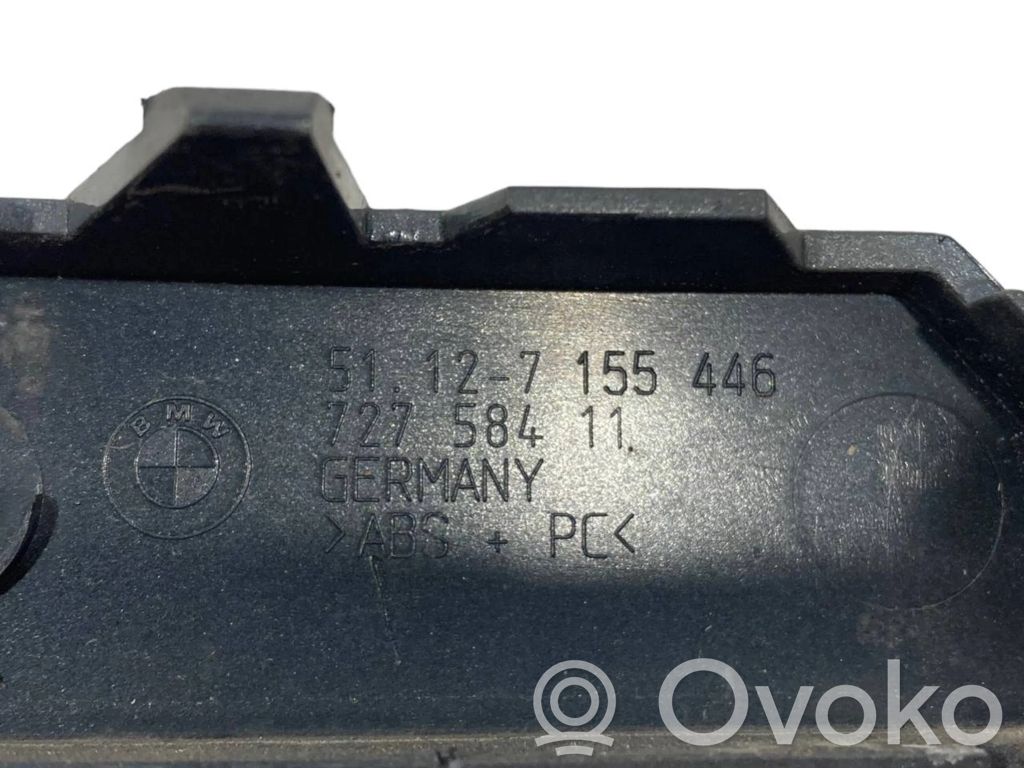 51.12-7 155 446
727 584 11
BMW
GERMANY
>ABS + PC<
Ovoko